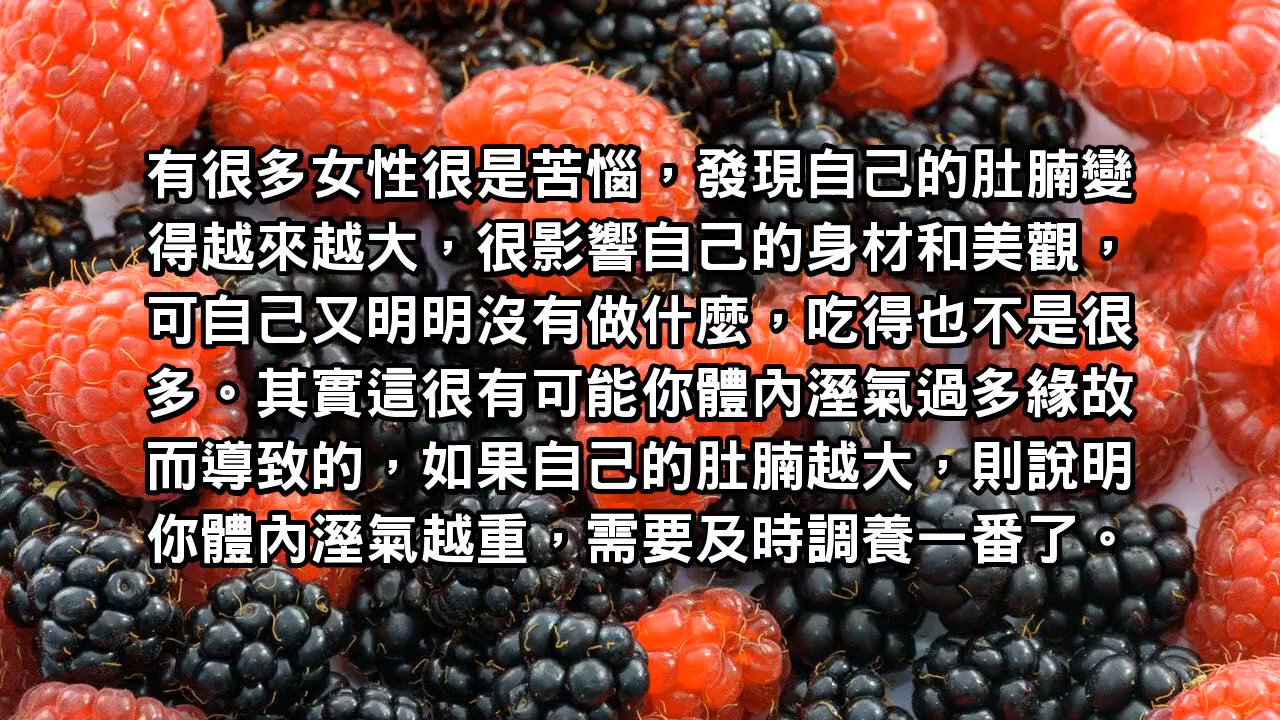 有很多女性很是苦惱，發現自己的肚腩變
得越來越大，很影響自己的身材和美觀，
可自己又明明沒有做什麼，吃得也不是很
多。其實這很有可能你體內溼氣過多緣故
而導致的，如果自己的肚腩越大，則說明
你體內溼氣越重，需要及時調養一番了。